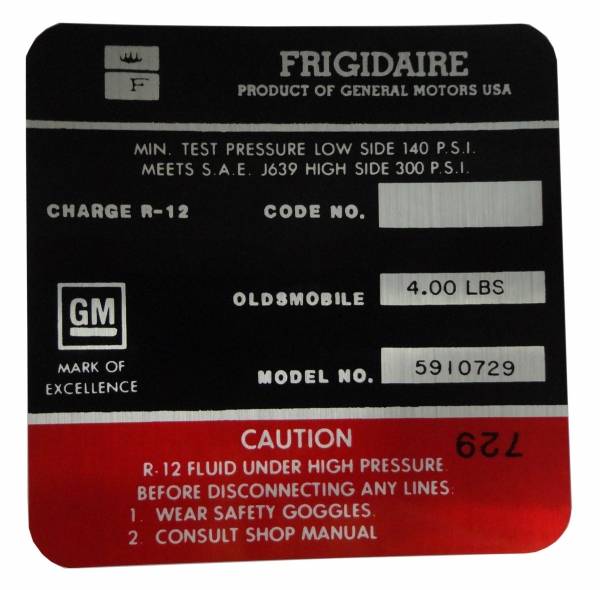 F
FRIGIDAIRE
PRODUCT OF GENERAL MOTORS USA
MIN. TEST PRESSURE LOW SIDE 140 P.S.I.
MEETS S.A.E. J639 HIGH SIDE 300 P.S.I.
CHARGE R-12 CODE NO.
OLDSMOBILE 4.00 LBS
GM
MARK OF
EXCELLENCE
MODEL NO. 5910729
CAUTION
729
R-12 FLUID UNDER HIGH PRESSURE
BEFORE DISCONNECTING ANY LINES:
1. WEAR SAFETY GOGGLES.
2. CONSULT SHOP MANUAL